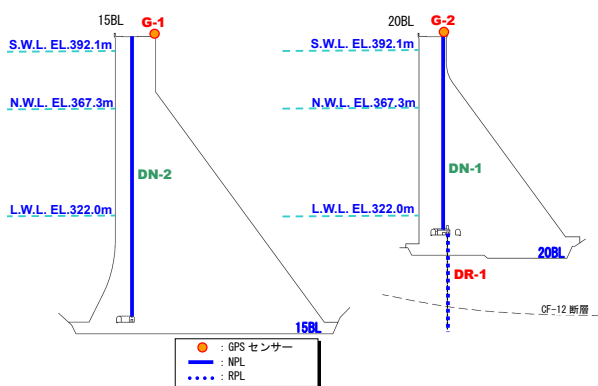 15BL
G-1
S.W.L. EL.392.1m
N.W.L. EL.367.3m
DN-2
L.W.L. EL.322.0m
15BL
20BL
G-2
S.W.L. EL.392.1m
N.W.L. EL.367.3m
DN-1
L.W.L. EL.322.0m
20BL
DR-1
CF-12 断層
: GPS センサー
: NPL
: RPL